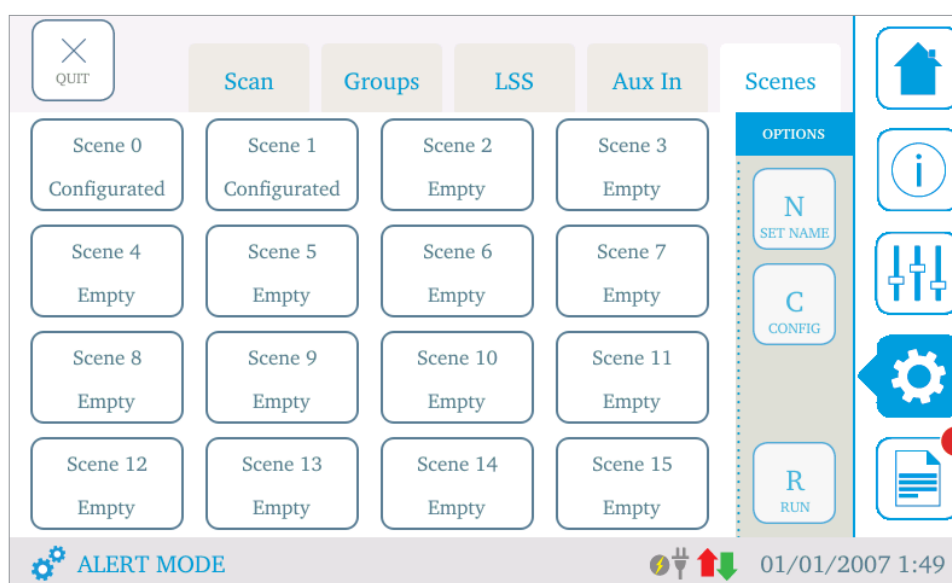 QUIT
Scan Groups LSS Aux In Scenes
OPTIONS
Scene 0 Scene 1 Scene 2 Scene 3
Configurated Configurated Empty Empty
N
SET NAME
Scene 4 Scene 5 Scene 6 Scene 7
Empty Empty Empty Empty
C
CONFIG
Scene 8 Scene 9 Scene 10 Scene 11
Empty Empty Empty Empty
Scene 12 Scene 13 Scene 14 Scene 15
Empty Empty Empty Empty
R
RUN
ALERT MODE 01/01/2007 1:49